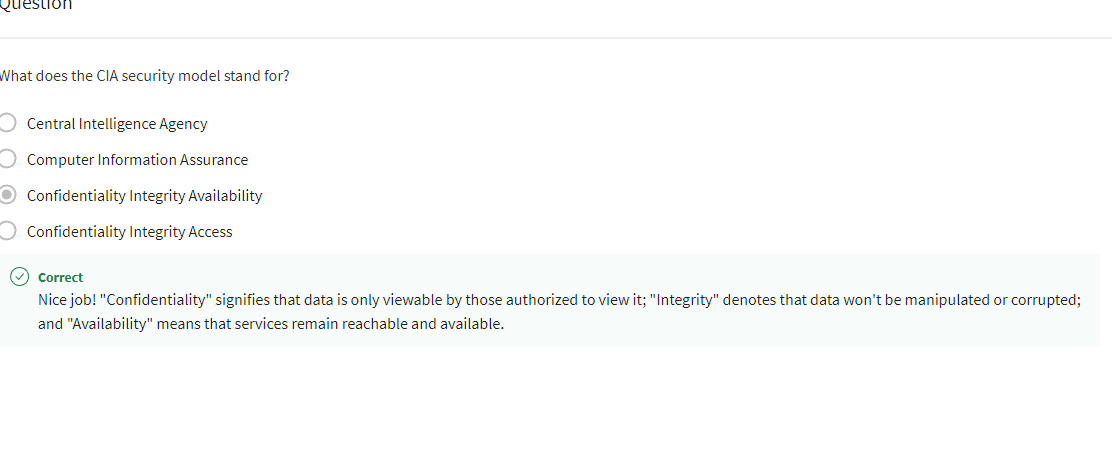 Question
What does the CIA security model stand for?
Central Intelligence Agency
Computer Information Assurance
Confidentiality Integrity Availability
Confidentiality Integrity Access
Correct
Nice job! "Confidentiality" signifies that data is only viewable by those authorized to view it; "Integrity" denotes that data won't be manipulated or corrupted;
and "Availability" means that services remain reachable and available.